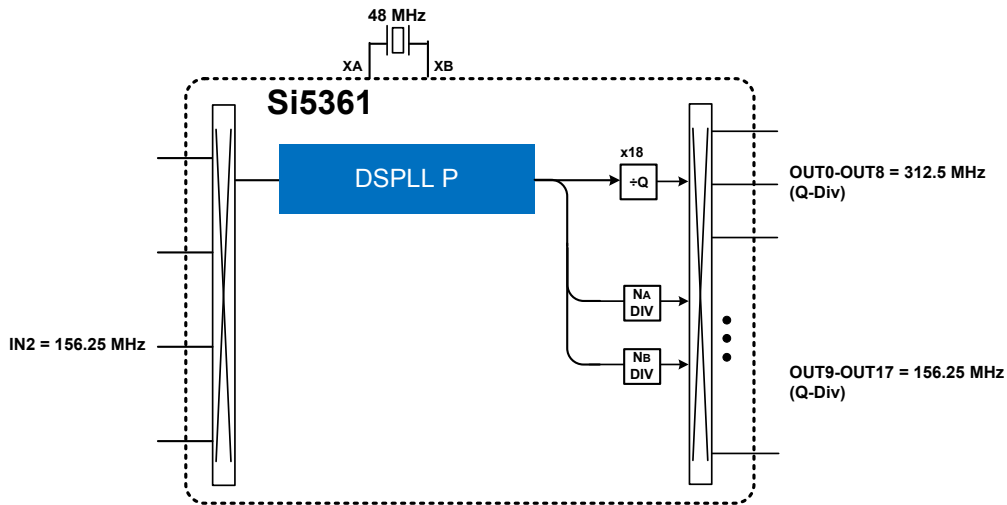 48 MHz
XA
XB
Si5361
DSPLL P
x18
÷Q
OUT0-OUT8 = 312.5 MHz
(Q-Div)
NA
DIV
IN2 = 156.25 MHz
NB
DIV
OUT9-OUT17 = 156.25 MHz
(Q-Div)